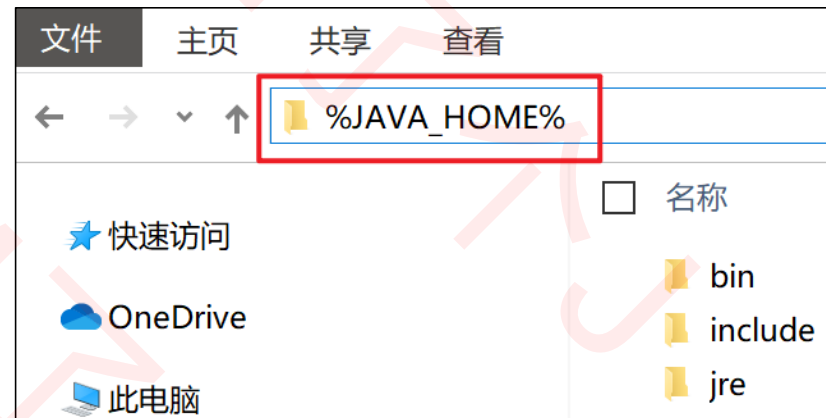 文件 主页 共享 查看
%JAVA_HOME%
名称
快速访问
bin
OneDrive
include
jre
此电脑